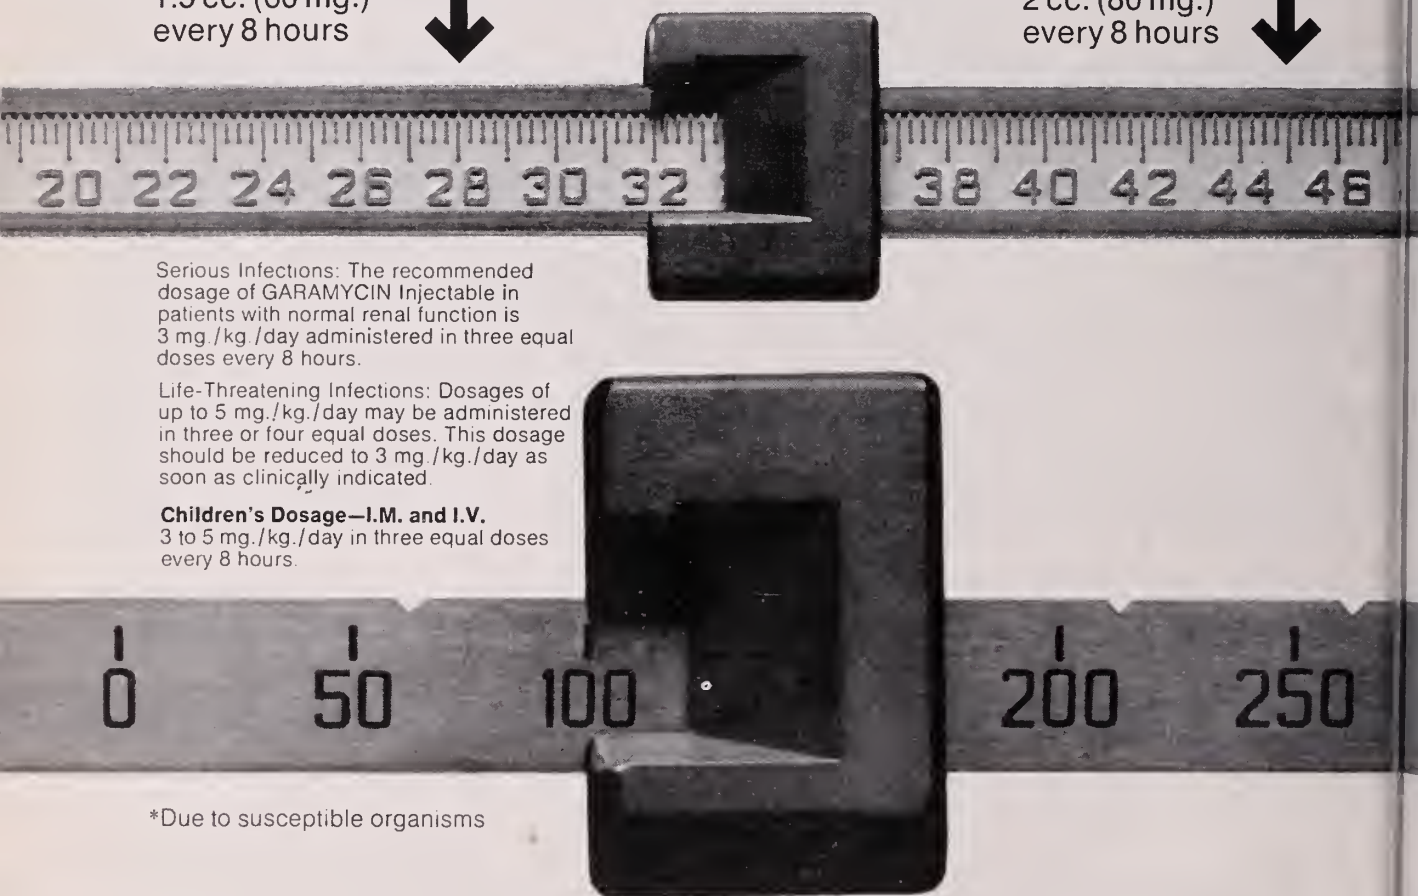 1.5 cc. (60 mg.)
every 8 hours
2 cc. (80 mg.)
every 8 hours
20 22 24 26 28 30 32 38 40 42 44 46
Serious Infections: The recommended
dosage of GARAMYCIN Injectable in
patients with normal renal function is
3 mg./kg./day administered in three equal
doses every 8 hours.
Life-Threatening Infections: Dosages of
up to 5 mg./kg./day may be administered
in three or four equal doses. This dosage
should be reduced to 3 mg./kg./day as
soon as clinically indicated.
Children's Dosage—I.M. and I.V.
3 to 5 mg./kg./day in three equal doses
every 8 hours.
0 50 100 200 250
*Due to susceptible organisms